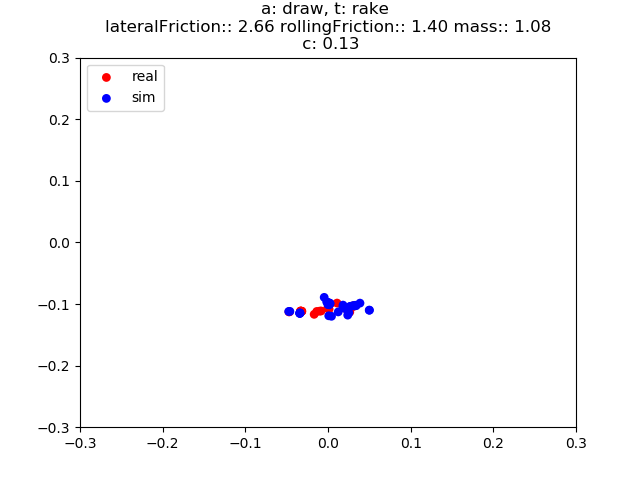 a: draw, t: rake
lateralFriction:: 2.66 rollingFriction:: 1.40 mass:: 1.08
c: 0.13
real
sim
0.3
0.2
0.1
0.0
−0.1
−0.2
−0.3
−0.3 −0.2 −0.1 0.0 0.1 0.2 0.3